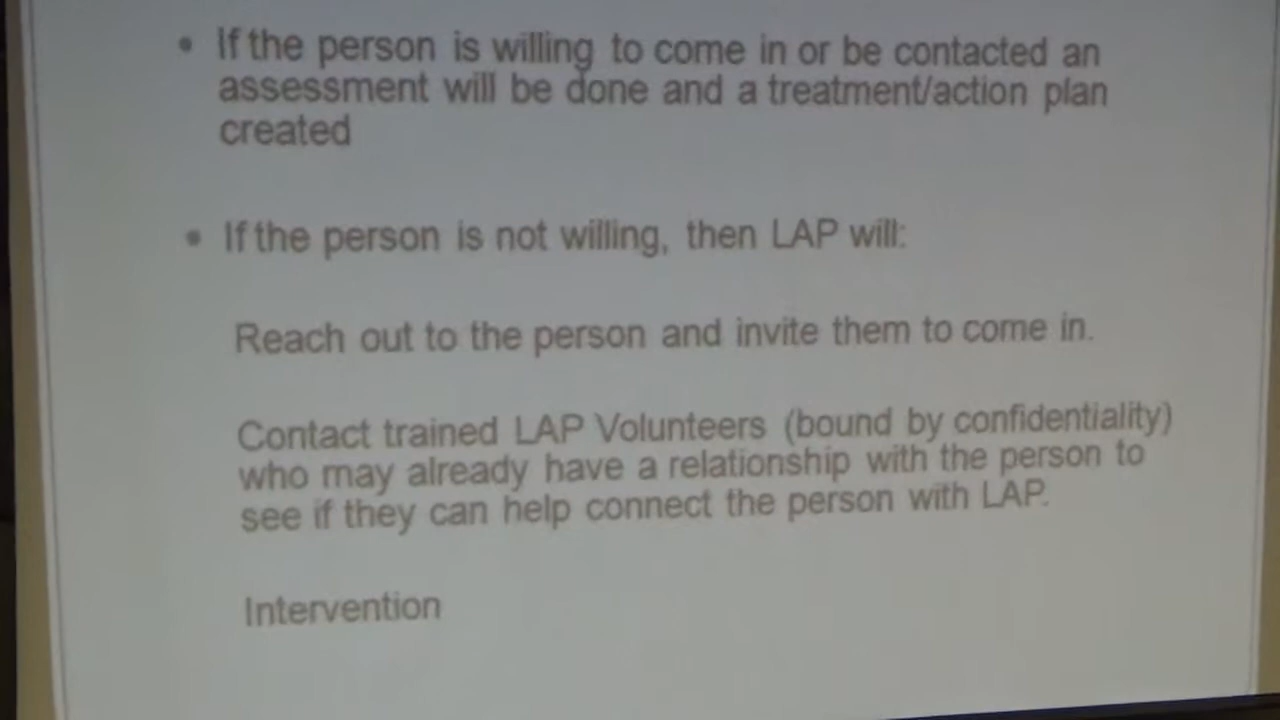 • If the person is willing to come in or be contacted an
assessment will be done and a treatment/action plan
created
• If the person is not willing, then LAP will:
Reach out to the person and invite them to come in.
Contact trained LAP Volunteers (bound by confidentiality)
who may already have a relationship with the person to
see if they can help connect the person with LAP.
Intervention